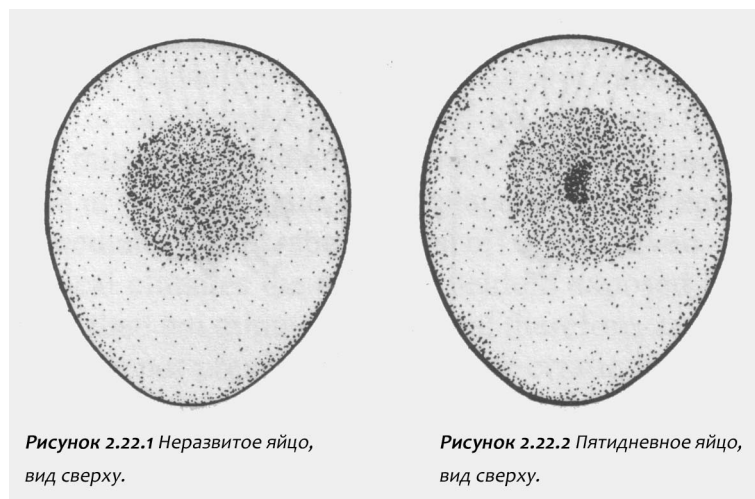 Рисунок 2.22.1 Неразвитое яйцо,
вид сверху.
Рисунок 2.22.2 Пятидневное яйцо,
вид сверху.